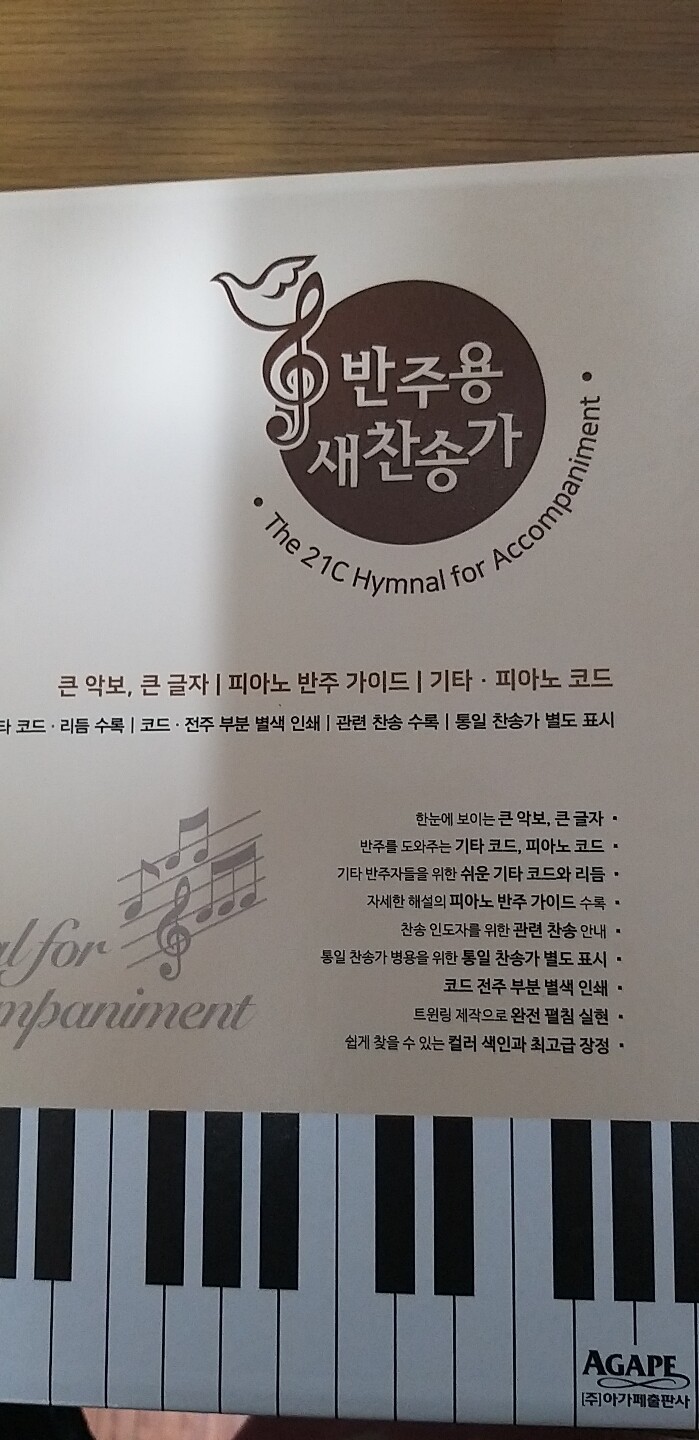 반주용
새찬송가
• The 21C Hymnal for Accompaniment •
큰 악보, 큰 글자 | 피아노 반주 가이드 | 기타 · 피아노 코드
타 코드 · 리듬 수록 | 코드 · 전주 부분 별색 인쇄 | 관련 찬송 수록 | 통일 찬송가 별도 표시
한눈에 보이는 큰 악보, 큰 글자 •
반주를 도와주는 기타 코드, 피아노 코드 •
기타 반주자들을 위한 쉬운 기타 코드와 리듬 •
자세한 해설의 피아노 반주 가이드 수록 •
찬송 인도자를 위한 관련 찬송 안내 •
통일 찬송가 병용을 위한 통일 찬송가 별도 표시 •
코드 전주 부분 별색 인쇄 •
트윈링 제작으로 완전 펼침 실현 •
쉽게 찾을 수 있는 컬러 색인과 최고급 장정 •
al for
mpaniment
AGAPE
[주]아가페출판사